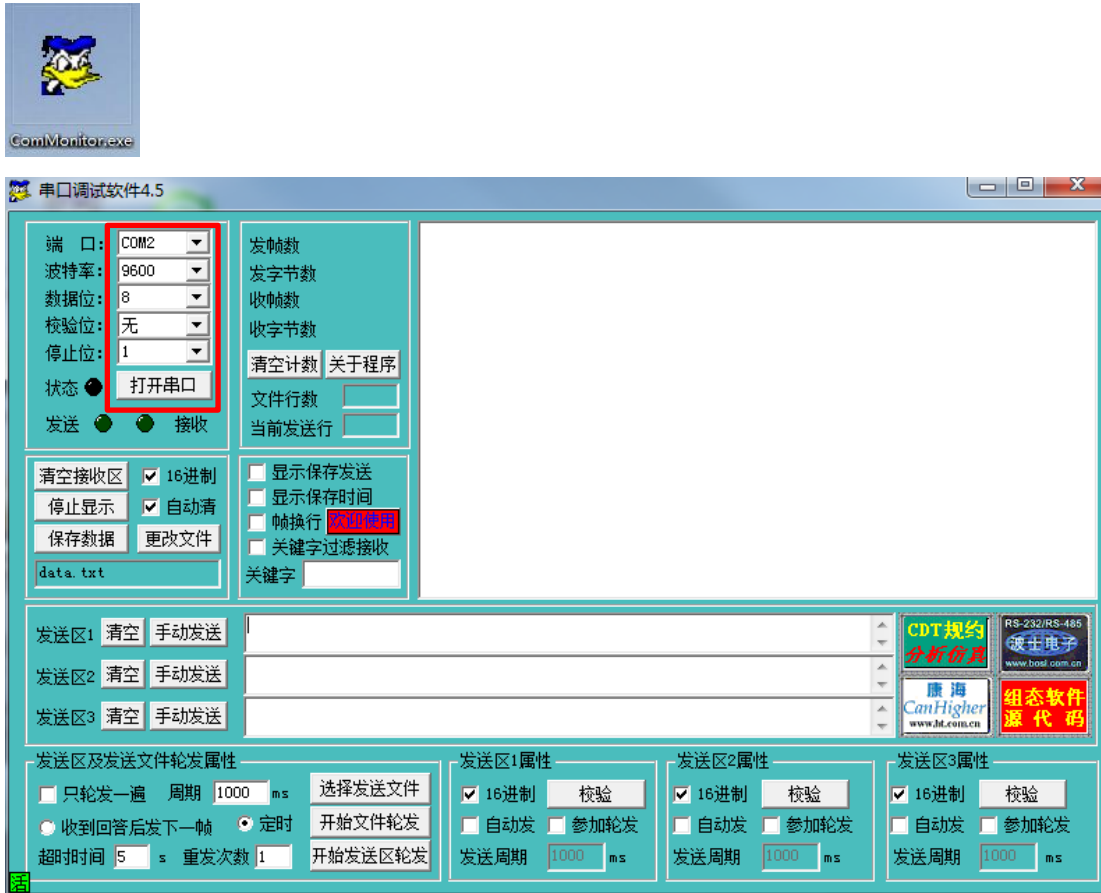 ComMonitor.exe
串口调试软件4.5
端 口: COM2
波特率: 9600
数据位: 8
校验位: 无
停止位: 1
状态 打开串口
发送 接收
发帧数
发字节数
收帧数
收字节数
清空计数 关于程序
文件行数
当前发送行
清空接收区 16进制
停止显示 自动清
保存数据 更改文件
data.txt
显示保存发送
显示保存时间
帧换行 欢迎使用
关键字过滤接收
关键字
发送区1 清空 手动发送
发送区2 清空 手动发送
发送区3 清空 手动发送
CDT规约
分析仿真
RS-232/RS-485
波士电子
www.bosi.com.cn
康海
CanHigher
www.ht.com.cn
组态软件
源代码
发送区及发送文件轮发属性
只轮发一遍 周期 1000 ms 选择发送文件
收到回答后发下一帧 定时 开始文件轮发
超时时间 5 s 重发次数 1 开始发送区轮发
发送区1属性
16进制 校验
自动发 参加轮发
发送周期 1000 ms
发送区2属性
16进制 校验
自动发 参加轮发
发送周期 1000 ms
发送区3属性
16进制 校验
自动发 参加轮发
发送周期 1000 ms
活